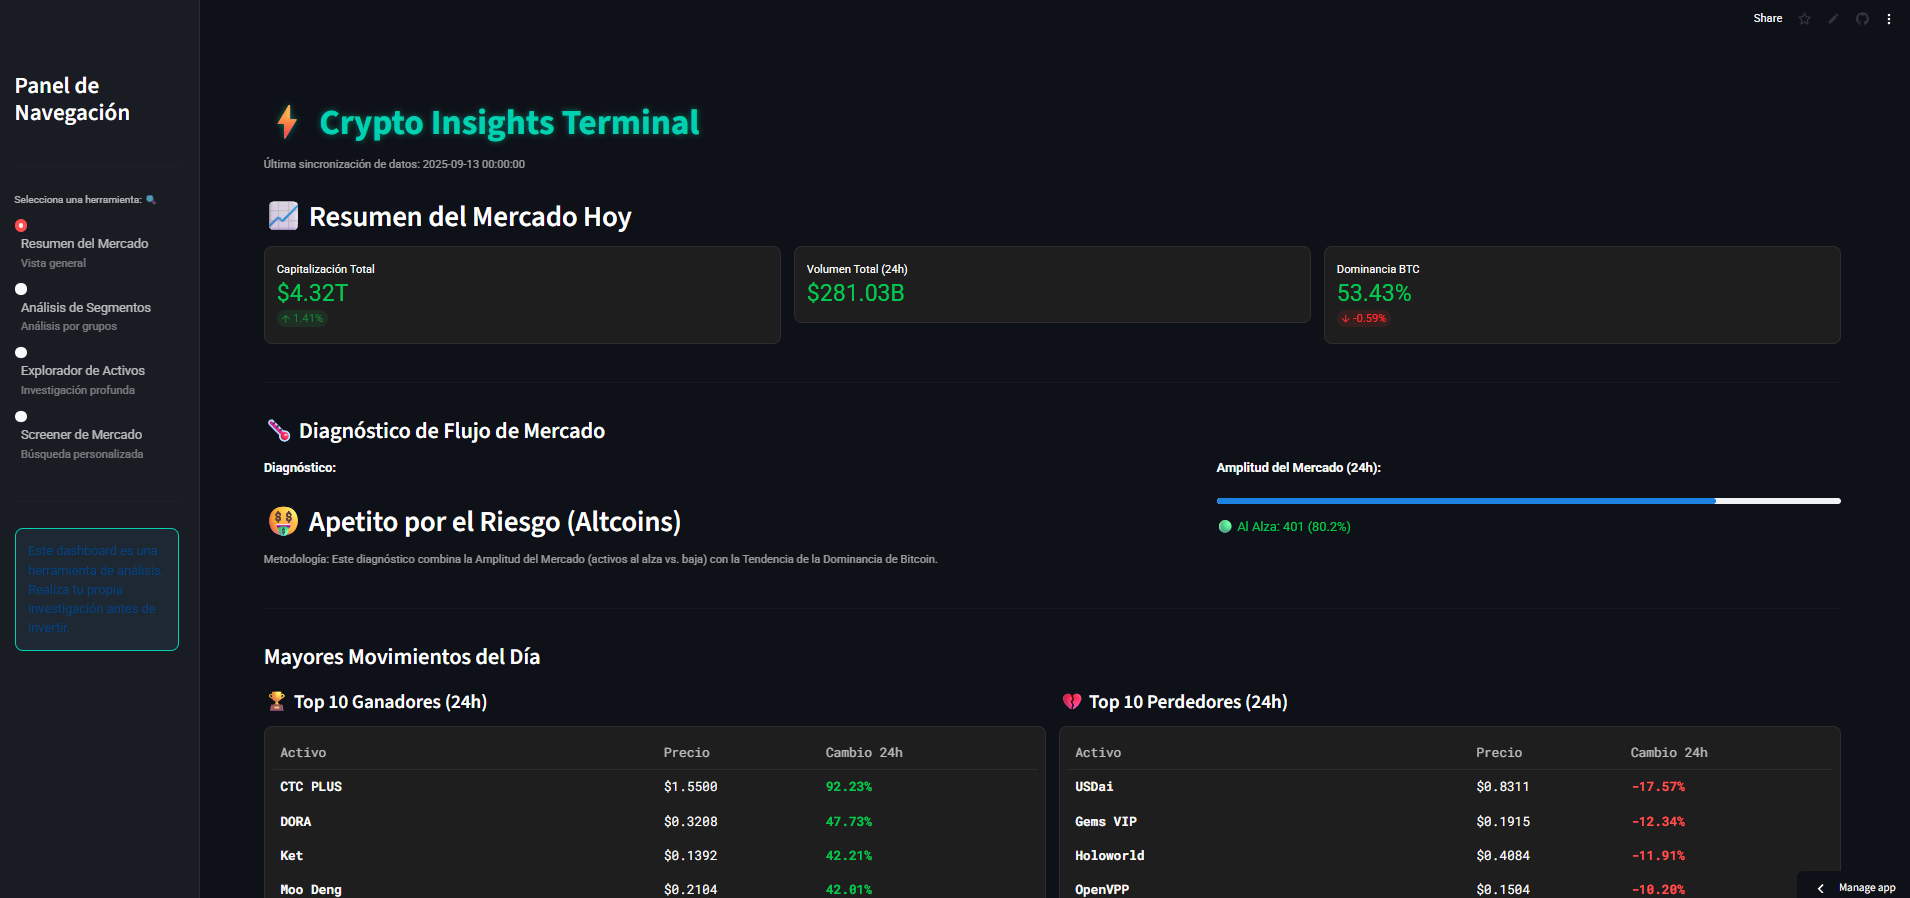 Share
Panel de
Navegación
Selecciona una herramienta:
Resumen del Mercado
Vista general
Análisis de Segmentos
Análisis por grupos
Explorador de Activos
Investigación profunda
Screener de Mercado
Búsqueda personalizada
Este dashboard es una
herramienta de análisis.
Realiza tu propia
investigación antes de
invertir.
Crypto Insights Terminal
Última sincronización de datos: 2025-09-13 00:00:00
Resumen del Mercado Hoy
Capitalización Total
$4.32T
↑ 1.41%
Volumen Total (24h)
$281.03B
Dominancia BTC
53.43%
↓ -0.59%
Diagnóstico de Flujo de Mercado
Diagnóstico:
Apetito por el Riesgo (Altcoins)
Metodología: Este diagnóstico combina la Amplitud del Mercado (activos al alza vs. baja) con la Tendencia de la Dominancia de Bitcoin.
Amplitud del Mercado (24h):
Al Alza: 401 (80.2%)
Mayores Movimientos del Día
Top 10 Ganadores (24h)
Activo Precio Cambio 24h
CTC PLUS $1.5500 92.23%
DORA $0.3208 47.73%
Ket $0.1392 42.21%
Moo Deng $0.2104 42.01%
Top 10 Perdedores (24h)
Activo Precio Cambio 24h
USDai $0.8311 -17.57%
Gems VIP $0.1915 -12.34%
Holoworld $0.4084 -11.91%
OpenVPP $0.1504 -10.20%
Manage app